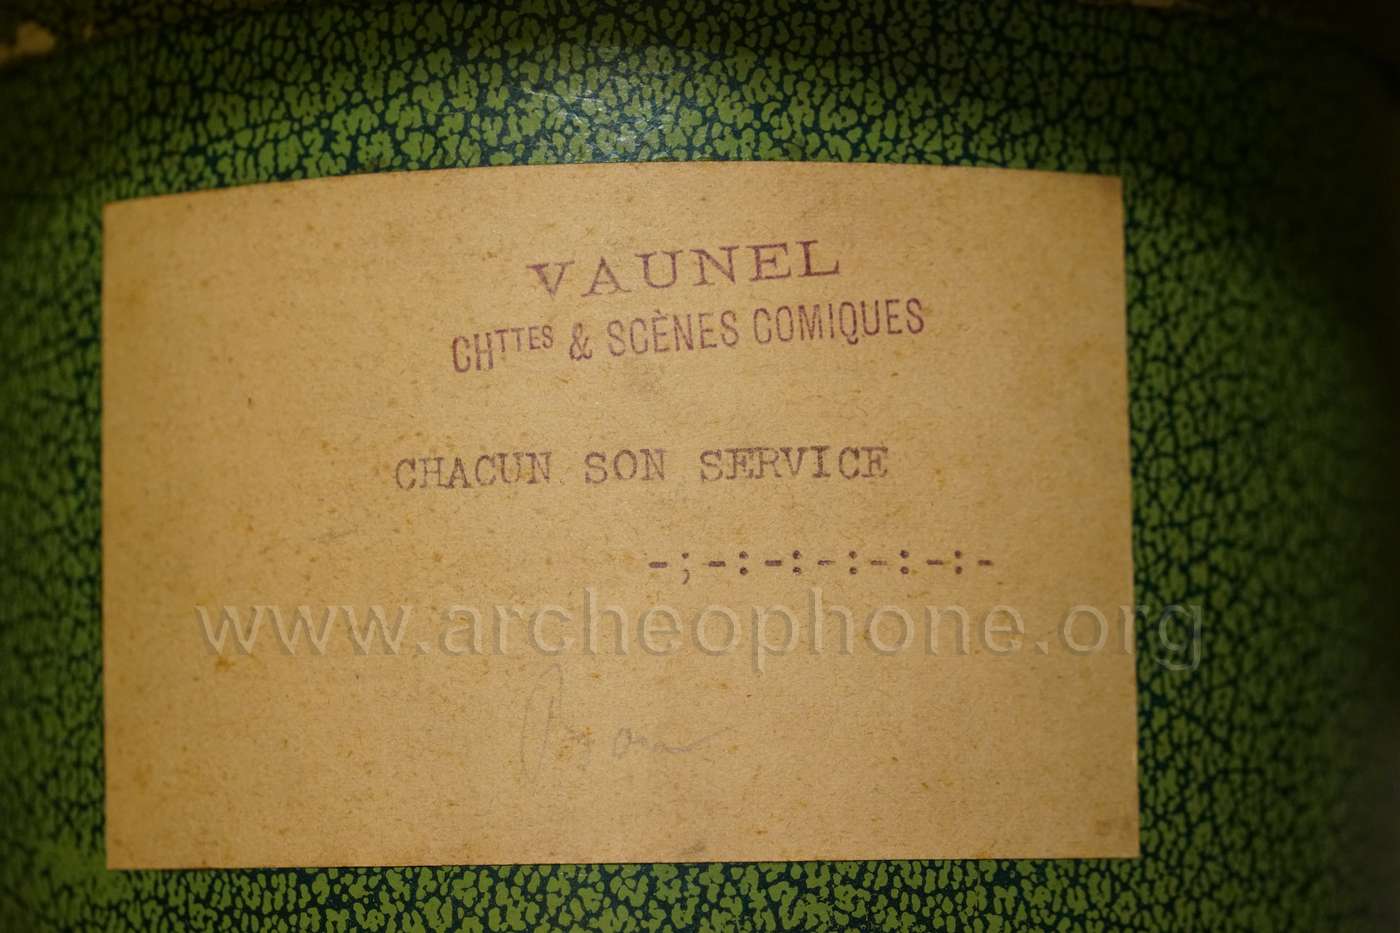 VAUNEL
CHTTES & SCÈNES COMIQUES
CHACUN SON SERVICE
-;-:-:-:-:-:-
www.archeophone.org